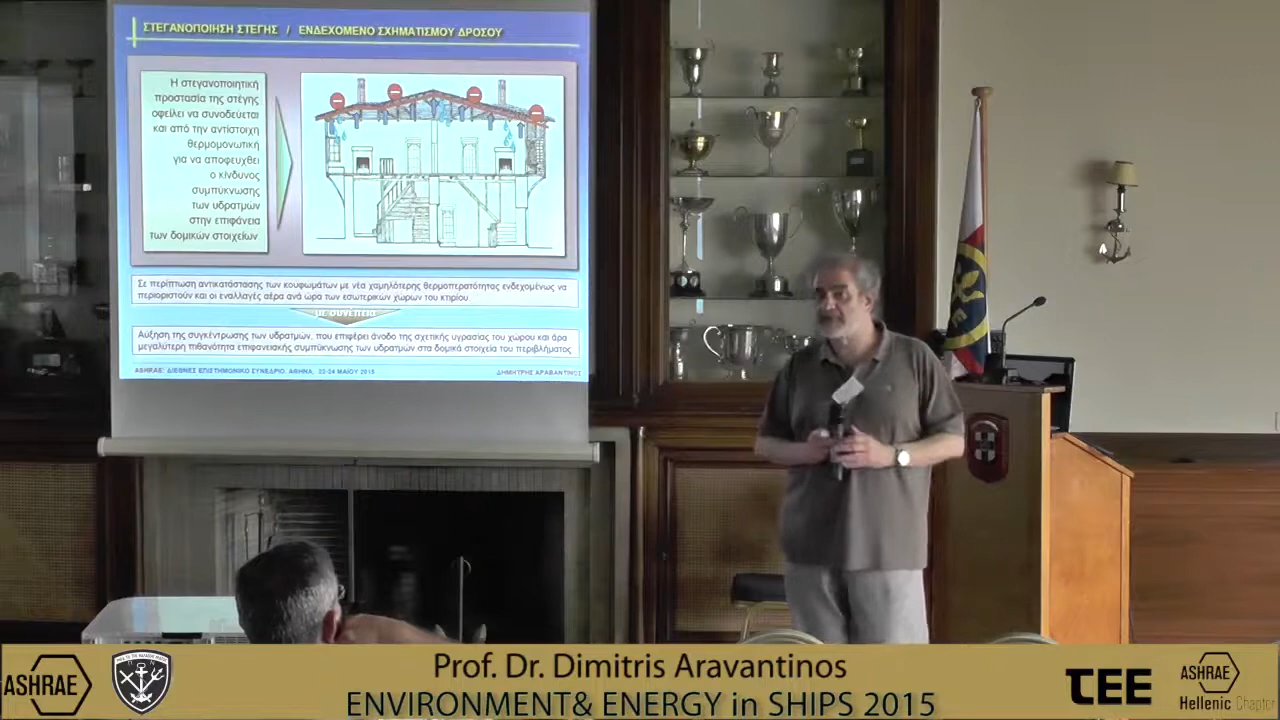 ΣΤΕΓΑΝΟΠΟΙΗΣΗ ΣΤΕΓΗΣ / ΕΝΔΕΧΟΜΕΝΟ ΣΧΗΜΑΤΙΣΜΟΥ ΔΡΟΣΟΥ
Η στεγανοποιητική
προστασία της στέγης
οφείλει να συνοδεύεται
και από την αντίστοιχη
θερμομονωτική
για να αποφευχθεί
ο κίνδυνος
συμπύκνωσης
των υδρατμών
στην επιφάνεια
των δομικών στοιχείων
Σε περίπτωση αντικατάστασης των κουφωμάτων με νέα χαμηλότερης θερμοπερατότητας ενδεχομένως να
περιοριστούν και οι εναλλαγές αέρα ανά ώρα των εσωτερικών χώρων του κτιρίου
με συνέπεια
Αύξηση της συγκέντρωσης των υδρατμών, που επιφέρει άνοδο της σχετικής υγρασίας του χώρου και άρα
μεγαλύτερη πιθανότητα επιφανειακής συμπύκνωσης των υδρατμών στα δομικά στοιχεία του περιβλήματος
ASHRAE: ΔΙΕΘΝΕΣ ΕΠΙΣΤΗΜΟΝΙΚΟ ΣΥΝΕΔΡΙΟ, ΑΘΗΝΑ, 22-24 ΜΑΙΟΥ 2015
ΔΗΜΗΤΡΗΣ ΑΡΑΒΑΝΤΙΝΟΣ
Prof. Dr. Dimitris Aravantinos
ENVIRONMENT& ENERGY in SHIPS 2015
ASHRAE
TEE
ASHRAE
Hellenic Chapter